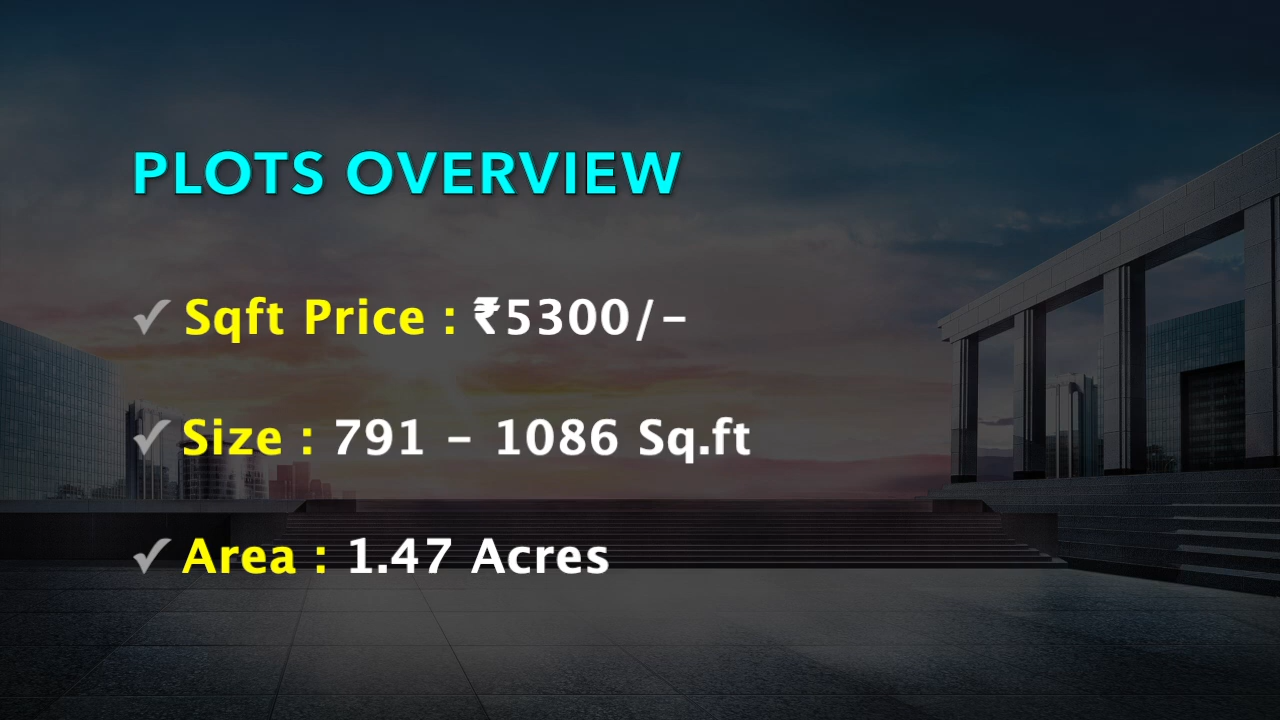 PLOTS OVERVIEW
✓ Sqft Price : ₹5300/-
✓ Size : 791 - 1086 Sq.ft
✓ Area : 1.47 Acres